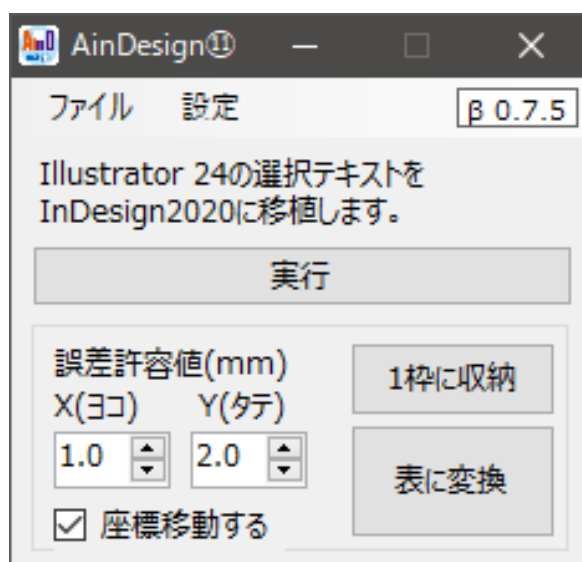 AinDesign⑪
ファイル 設定 β 0.7.5
Illustrator 24の選択テキストを
InDesign2020に移植します。
実行
誤差許容値(mm)
X(ヨコ) Y(タテ)
1.0 2.0
座標移動する
1枠に収納
表に変換